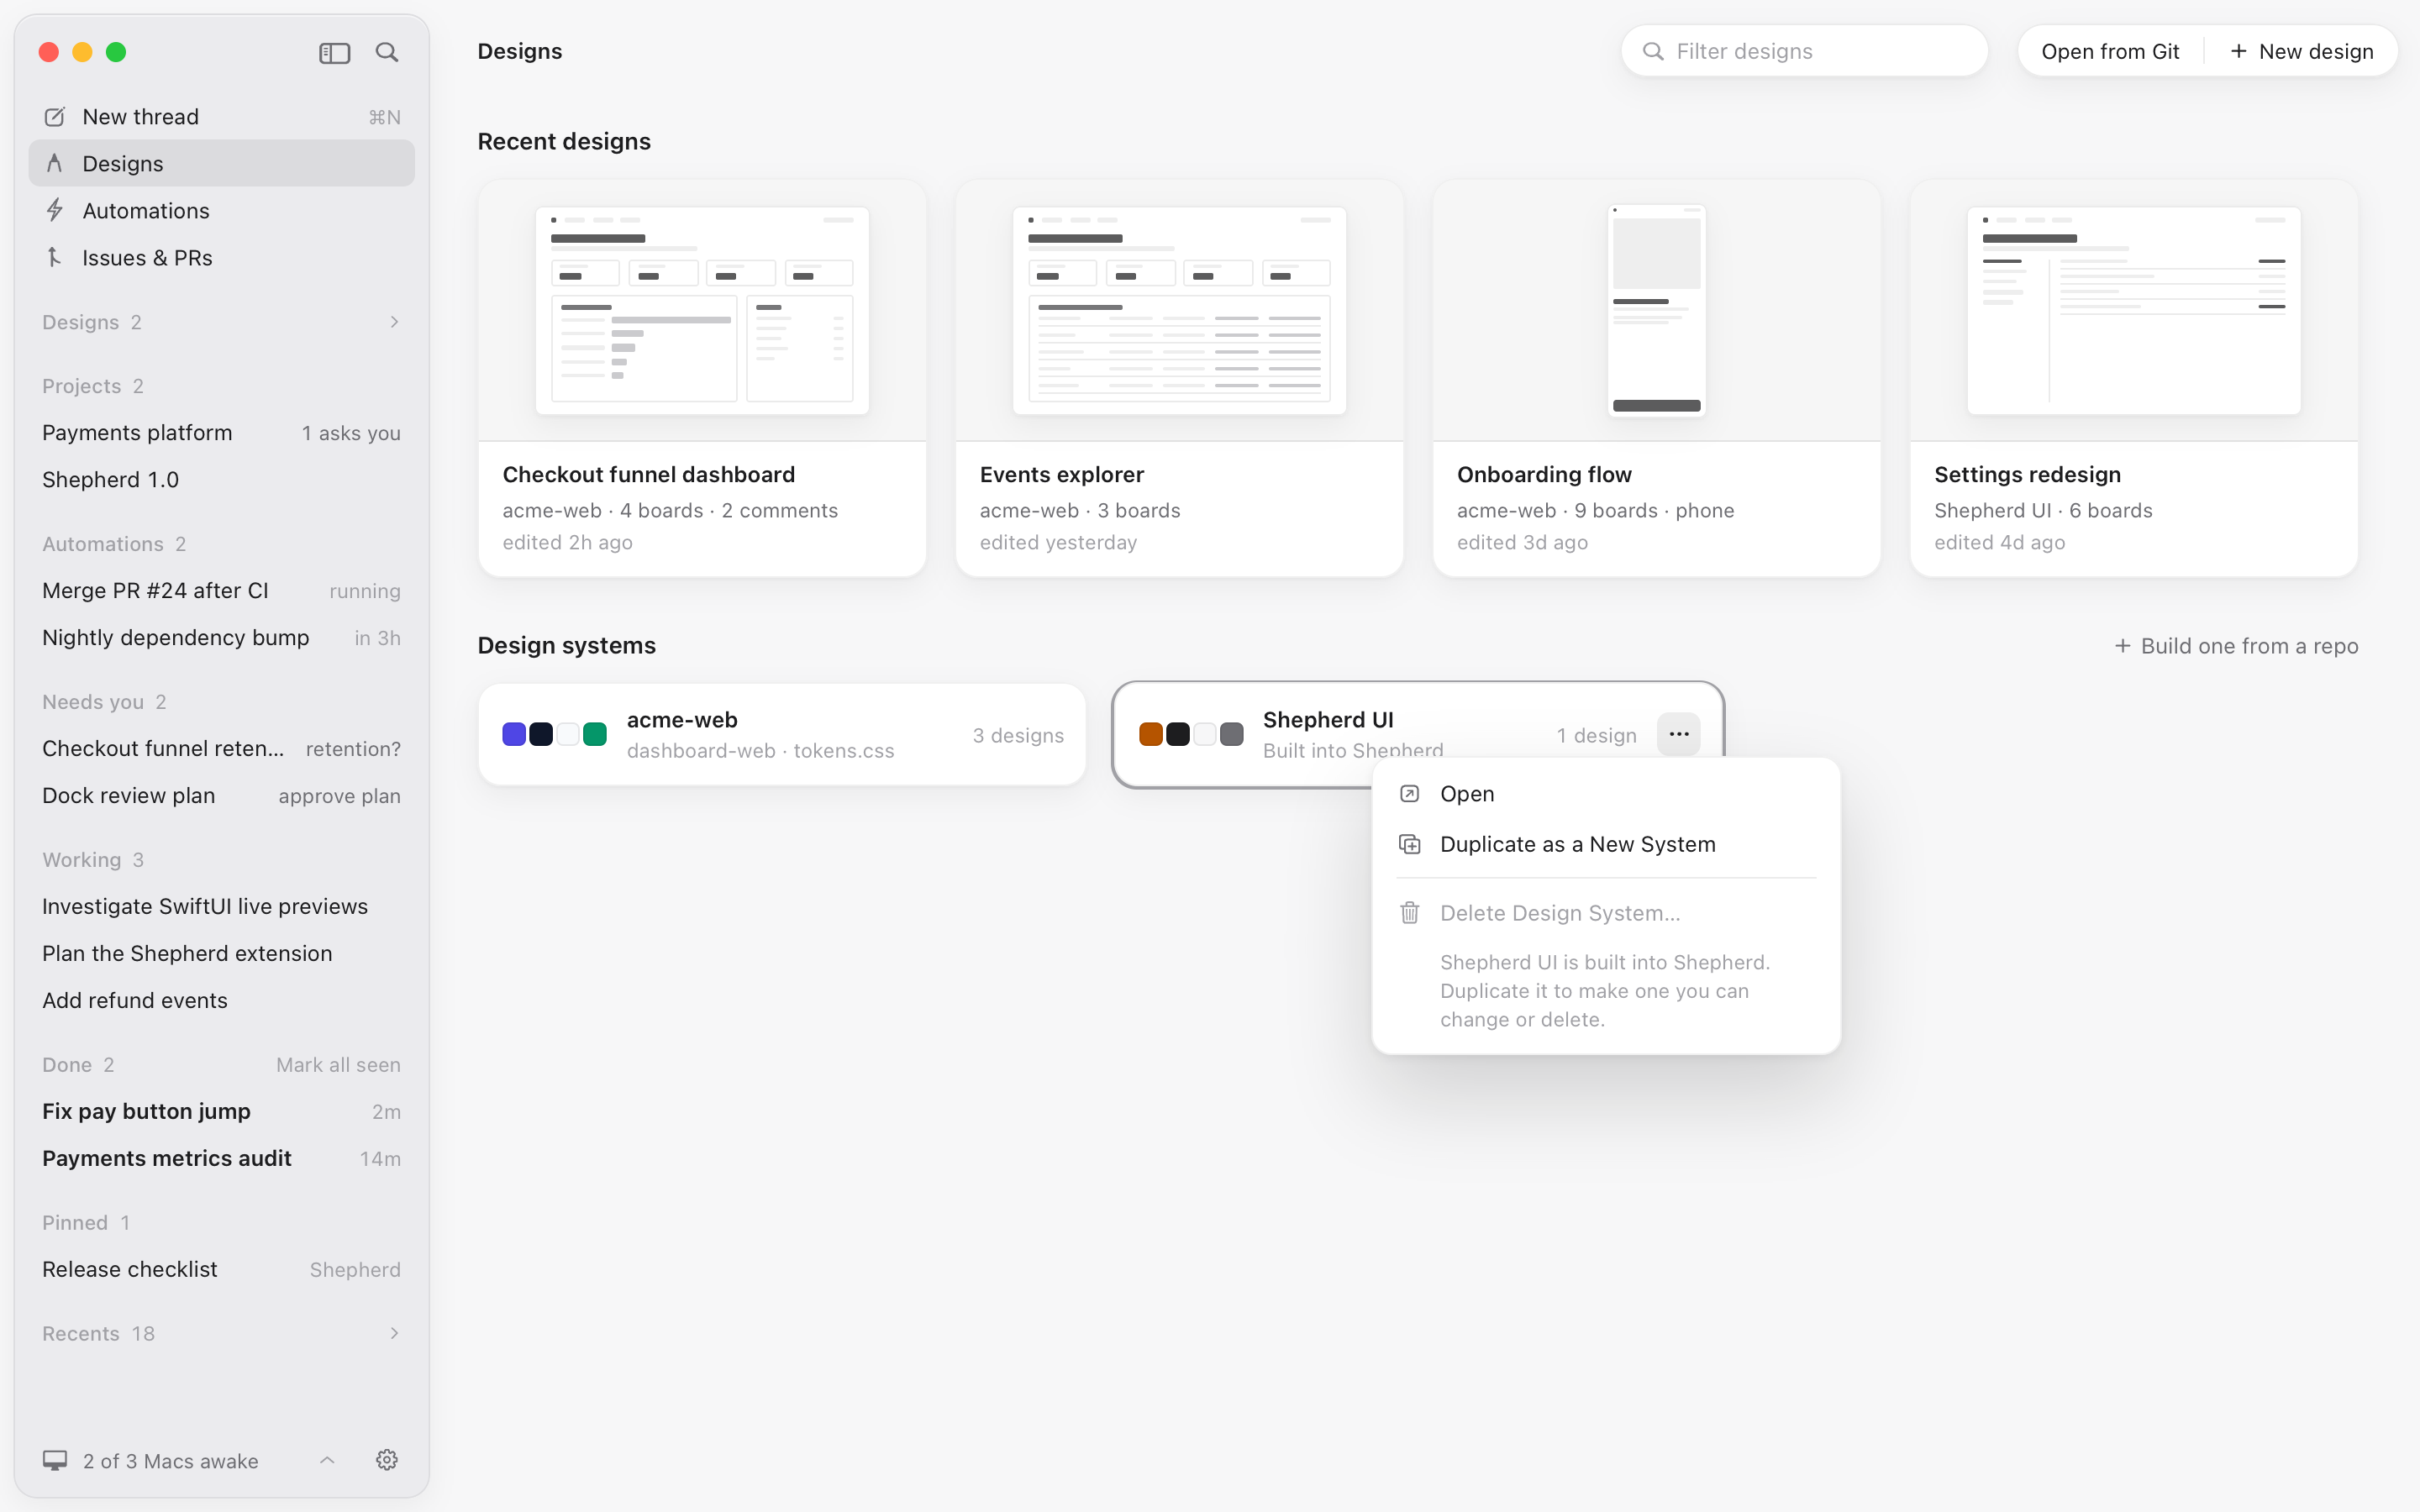 Designs
Filter designs
Open from Git
New design
New thread ⌘N
Designs
Automations
Issues & PRs
Designs 2
Projects 2
Payments platform 1 asks you
Shepherd 1.0
Automations 2
Merge PR #24 after CI running
Nightly dependency bump in 3h
Needs you 2
Checkout funnel reten... retention?
Dock review plan approve plan
Working 3
Investigate SwiftUI live previews
Plan the Shepherd extension
Add refund events
Done 2 Mark all seen
Fix pay button jump 2m
Payments metrics audit 14m
Pinned 1
Release checklist Shepherd
Recents 18
2 of 3 Macs awake
Recent designs
Checkout funnel dashboard
acme-web · 4 boards · 2 comments
edited 2h ago
Events explorer
acme-web · 3 boards
edited yesterday
Onboarding flow
acme-web · 9 boards · phone
edited 3d ago
Settings redesign
Shepherd UI · 6 boards
edited 4d ago
Design systems
+ Build one from a repo
acme-web
dashboard-web · tokens.css
3 designs
Shepherd UI
Built into Shepherd
1 design
Open
Duplicate as a New System
Delete Design System...
Shepherd UI is built into Shepherd.
Duplicate it to make one you can
change or delete.